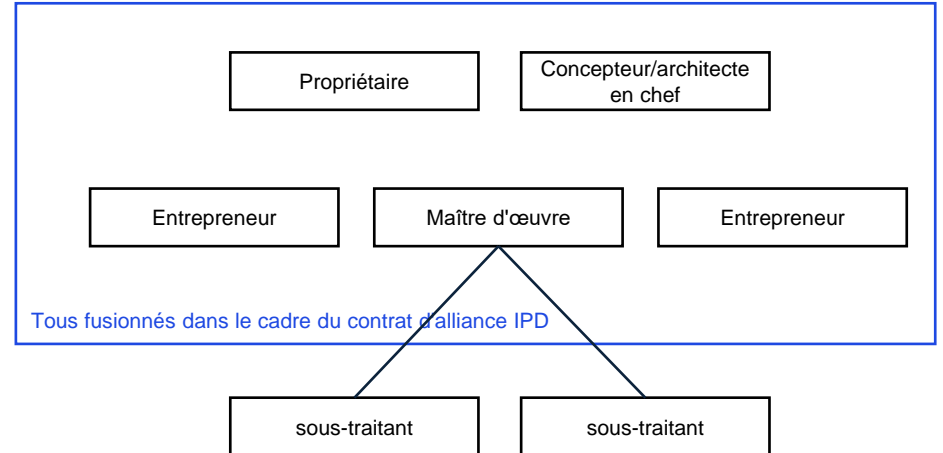 Propriétaire
Concepteur/architecte
en chef
Entrepreneur
Maître d'œuvre
Entrepreneur
Tous fusionnés dans le cadre du contrat d'alliance IPD
sous-traitant
sous-traitant